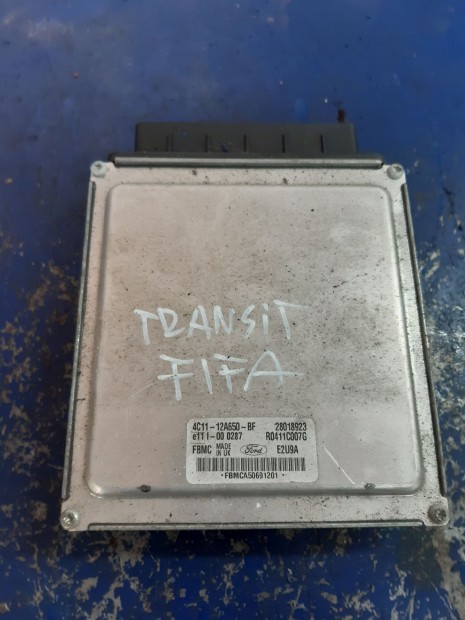 TRANSIT
FIFA
4C11-12A650-BF 28018923
e11 I-00 0287 R0411C007G
FBMC MADE IN UK Ford E2U9A
·FBMCA50691201·